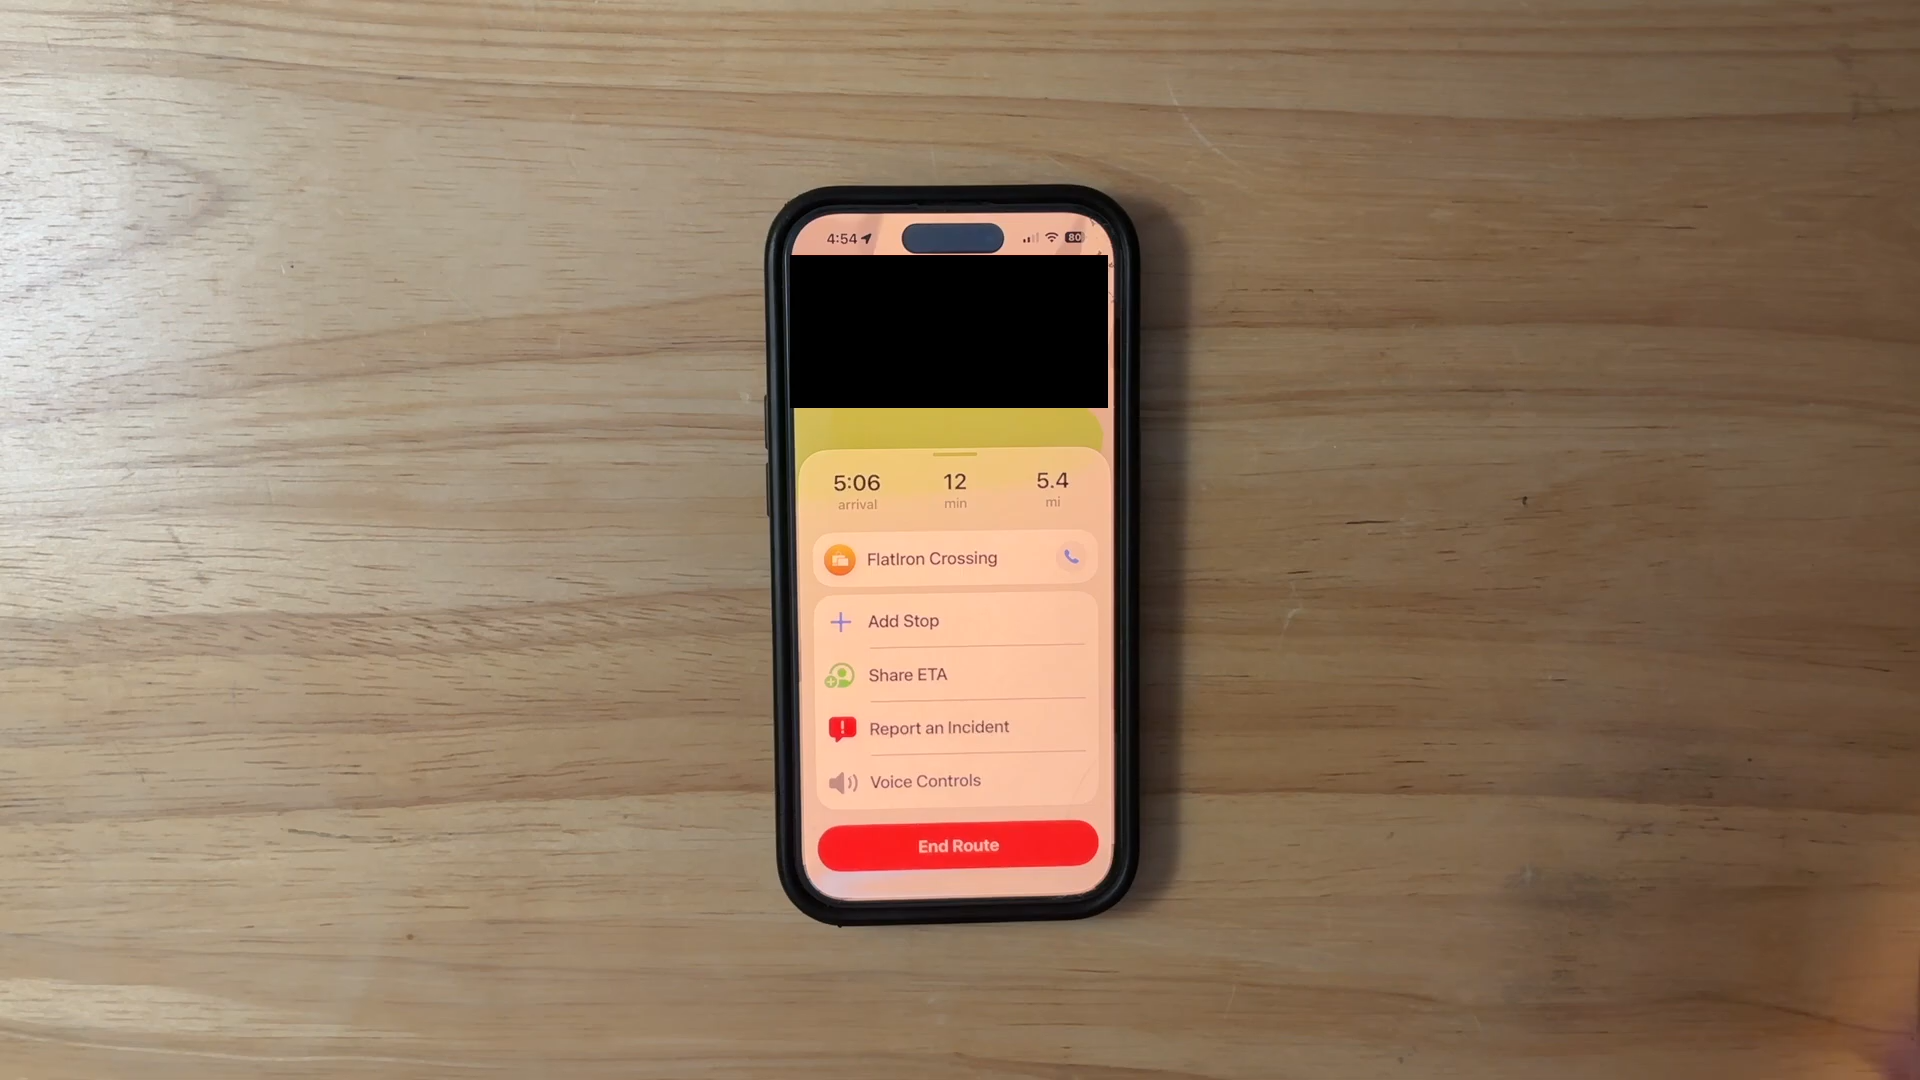 4:54
80
5:06 12 5.4
arrival min mi
FlatIron Crossing
Add Stop
Share ETA
Report an Incident
Voice Controls
End Route